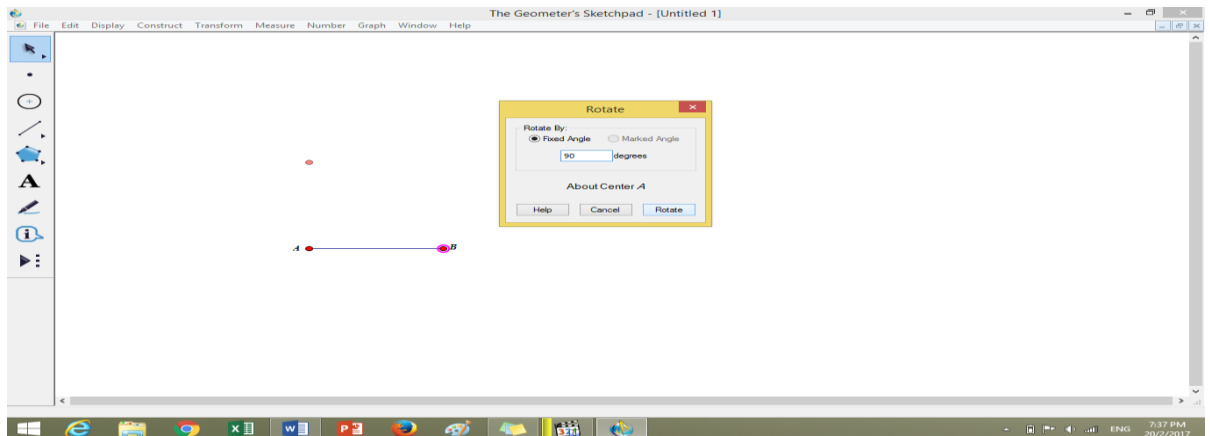 The Geometer's Sketchpad - [Untitled 1]
File Edit Display Construct Transform Measure Number Graph Window Help
Rotate
Rotate By:
Fixed Angle Marked Angle
90 degrees
About Center A
Help Cancel Rotate
A
A B
ENG 7:37 PM
20/2/2017